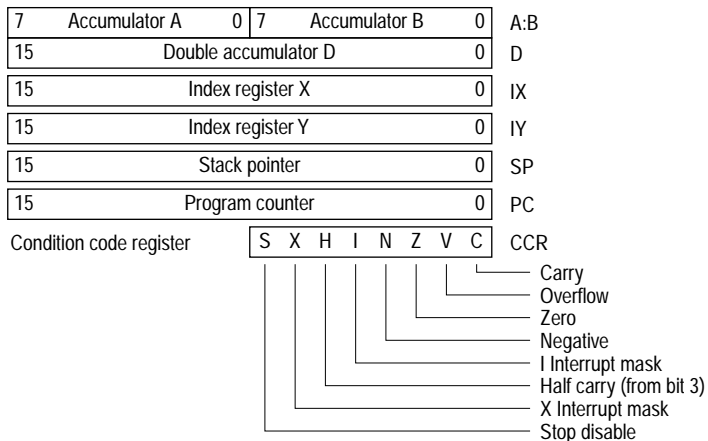 7 Accumulator A 0 7 Accumulator B 0 A:B
15 Double accumulator D 0 D
15 Index register X 0 IX
15 Index register Y 0 IY
15 Stack pointer 0 SP
15 Program counter 0 PC
Condition code register S X H I N Z V C CCR
Carry
Overflow
Zero
Negative
I Interrupt mask
Half carry (from bit 3)
X Interrupt mask
Stop disable